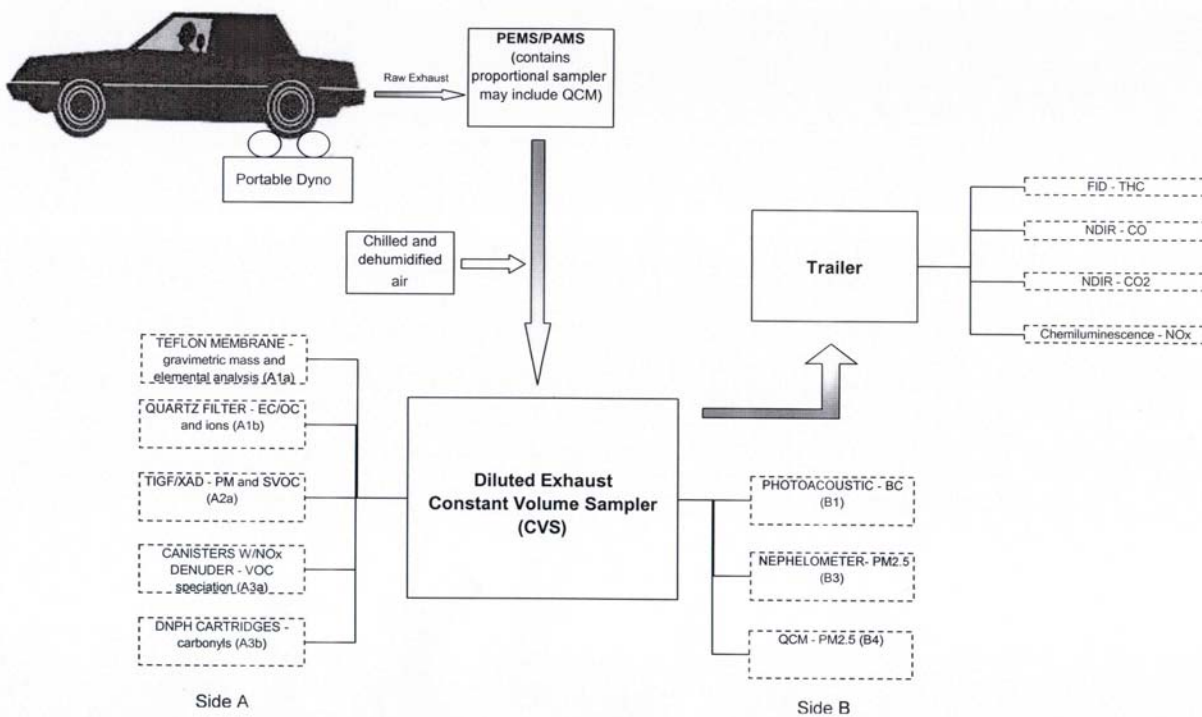 PEMS/PAMS
(contains
proportional sampler
may include QCM)
Raw Exhaust
Portable Dyno
Chilled and
dehumidified
air
FID - THC
NDIR - CO
NDIR - CO2
Chemiluminescence - NOx
Trailer
TEFLON MEMBRANE -
gravimetric mass and
elemental analysis (A1a)
QUARTZ FILTER - EC/OC
and ions (A1b)
TIGF/XAD - PM and SVOC
(A2a)
CANISTERS W/NOx
DENUDER - VOC
speciation (A3a)
DNPH CARTRIDGES -
carbonyls (A3b)
Side A
Diluted Exhaust
Constant Volume Sampler
(CVS)
PHOTOACOUSTIC - BC
(B1)
NEPHELOMETER- PM2.5
(B3)
QCM - PM2.5 (B4)
Side B